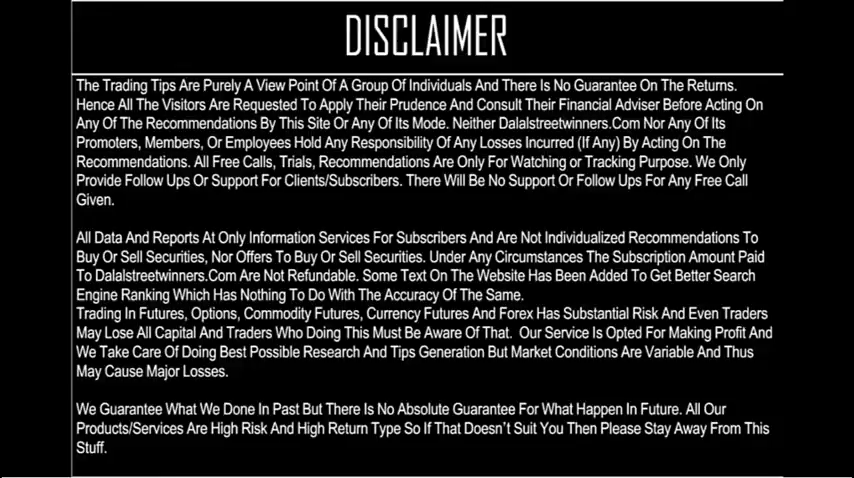 DISCLAIMER
The Trading Tips Are Purely A View Point Of A Group Of Individuals And There Is No Guarantee On The Returns.
Hence All The Visitors Are Requested To Apply Their Prudence And Consult Their Financial Adviser Before Acting On
Any Of The Recommendations By This Site Or Any Of Its Mode. Neither Dalalstreetwinners.Com Nor Any Of Its
Promoters, Members, Or Employees Hold Any Responsibility Of Any Losses Incurred (If Any) By Acting On The
Recommendations. All Free Calls, Trials, Recommendations Are Only For Watching or Tracking Purpose. We Only
Provide Follow Ups Or Support For Clients/Subscribers. There Will Be No Support Or Follow Ups For Any Free Call
Given.
All Data And Reports At Only Information Services For Subscribers And Are Not Individualized Recommendations To
Buy Or Sell Securities, Nor Offers To Buy Or Sell Securities. Under Any Circumstances The Subscription Amount Paid
To Dalalstreetwinners.Com Are Not Refundable. Some Text On The Website Has Been Added To Get Better Search
Engine Ranking Which Has Nothing To Do With The Accuracy Of The Same.
Trading In Futures, Options, Commodity Futures, Currency Futures And Forex Has Substantial Risk And Even Traders
May Lose All Capital And Traders Who Doing This Must Be Aware Of That. Our Service Is Opted For Making Profit And
We Take Care Of Doing Best Possible Research And Tips Generation But Market Conditions Are Variable And Thus
May Cause Major Losses.
We Guarantee What We Done In Past But There Is No Absolute Guarantee For What Happen In Future. All Our
Products/Services Are High Risk And High Return Type So If That Doesn't Suit You Then Please Stay Away From This
Stuff.